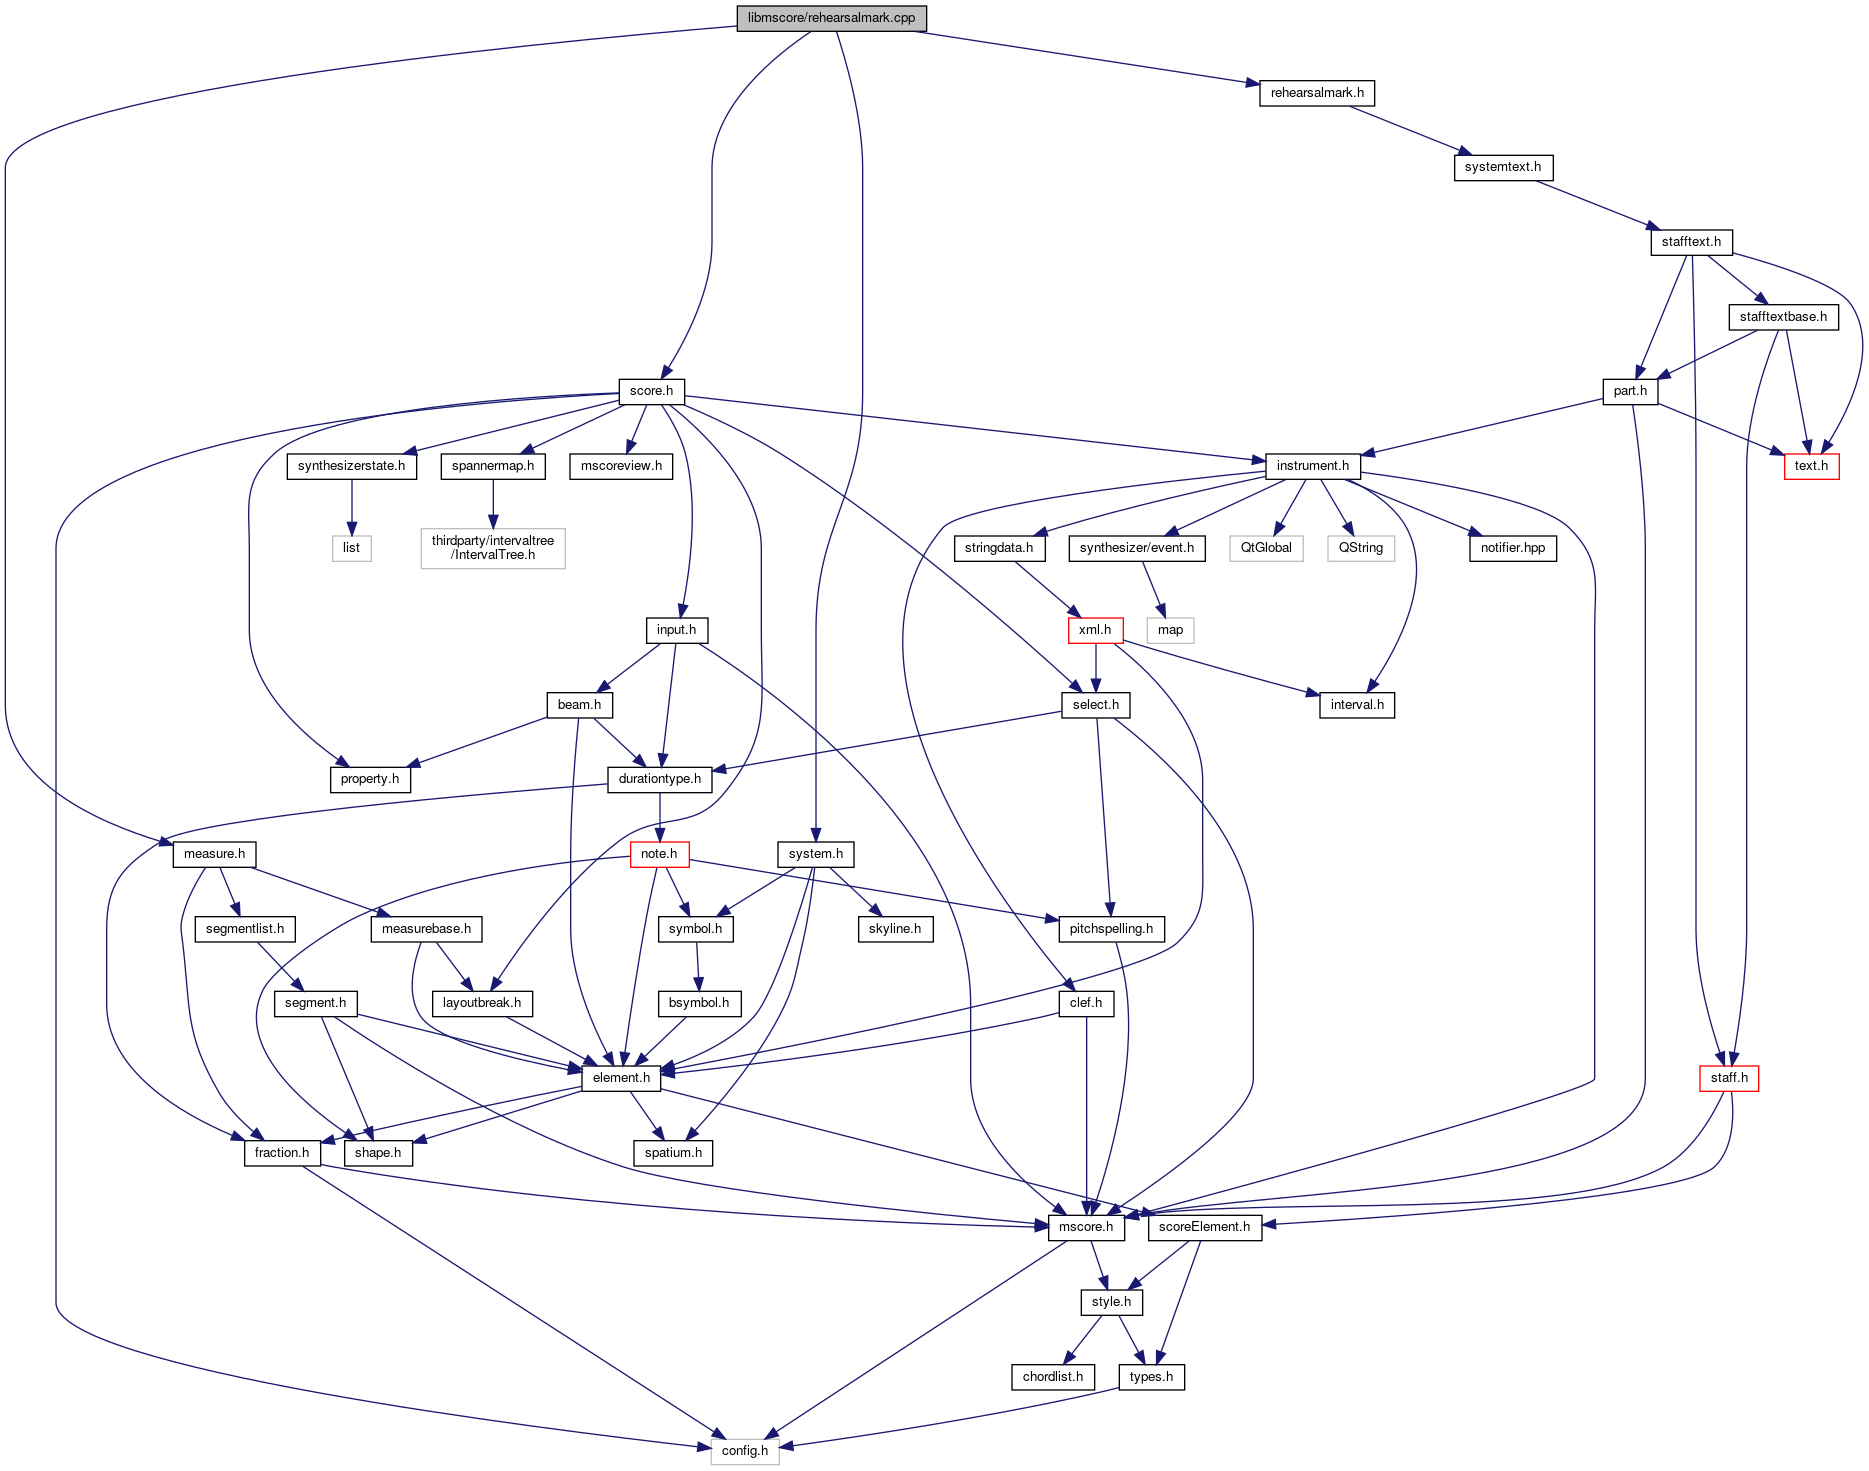 libmscore/rehearsalmark.cpp
rehearsalmark.h
systemtext.h
stafftext.h
stafftextbase.h
score.h
part.h
synthesizerstate.h
spannermap.h
mscoreview.h
instrument.h
text.h
list
thirdparty/intervaltree
/IntervalTree.h
stringdata.h
synthesizer/event.h
QtGlobal
QString
notifier.hpp
input.h
xml.h
map
beam.h
select.h
interval.h
property.h
durationtype.h
measure.h
note.h
system.h
segmentlist.h
measurebase.h
symbol.h
skyline.h
pitchspelling.h
segment.h
layoutbreak.h
bsymbol.h
clef.h
element.h
staff.h
fraction.h
shape.h
spatium.h
mscore.h
scoreElement.h
style.h
chordlist.h
types.h
config.h